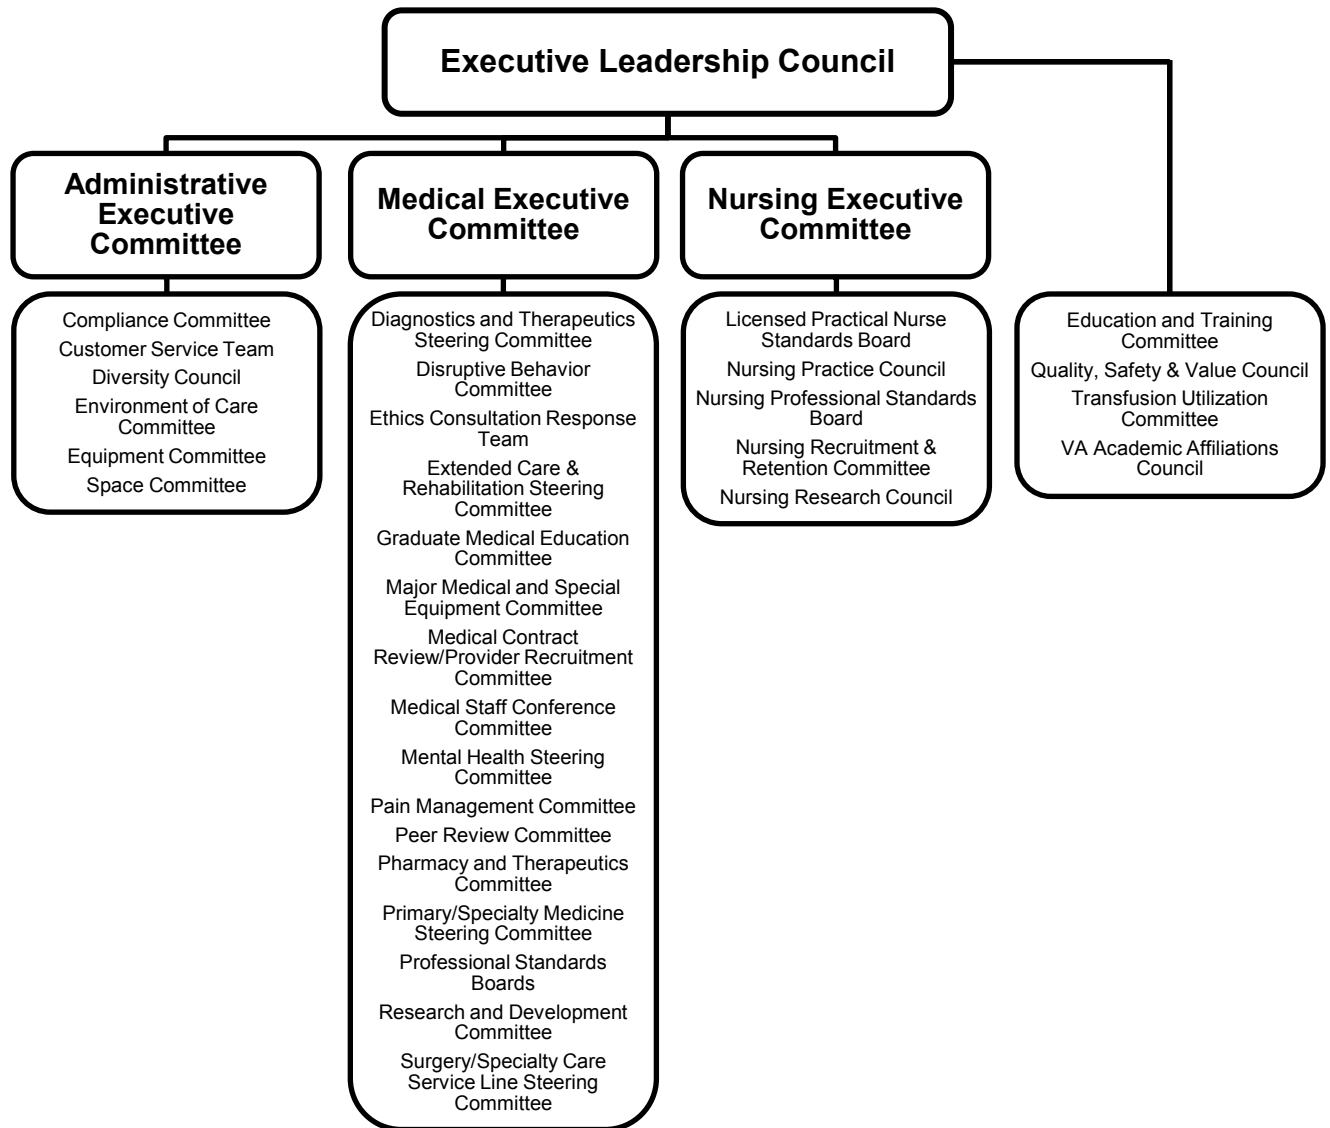 Executive Leadership Council
Administrative
Executive
Committee
Medical Executive
Committee
Nursing Executive
Committee
Compliance Committee
Customer Service Team
Diversity Council
Environment of Care
Committee
Equipment Committee
Space Committee
Diagnostics and Therapeutics
Steering Committee
Disruptive Behavior
Committee
Ethics Consultation Response
Team
Extended Care &
Rehabilitation Steering
Committee
Graduate Medical Education
Committee
Major Medical and Special
Equipment Committee
Medical Contract
Review/Provider Recruitment
Committee
Medical Staff Conference
Committee
Mental Health Steering
Committee
Pain Management Committee
Peer Review Committee
Pharmacy and Therapeutics
Committee
Primary/Specialty Medicine
Steering Committee
Professional Standards
Boards
Research and Development
Committee
Surgery/Specialty Care
Service Line Steering
Committee
Licensed Practical Nurse
Standards Board
Nursing Practice Council
Nursing Professional Standards
Board
Nursing Recruitment &
Retention Committee
Nursing Research Council
Education and Training
Committee
Quality, Safety & Value Council
Transfusion Utilization
Committee
VA Academic Affiliations
Council